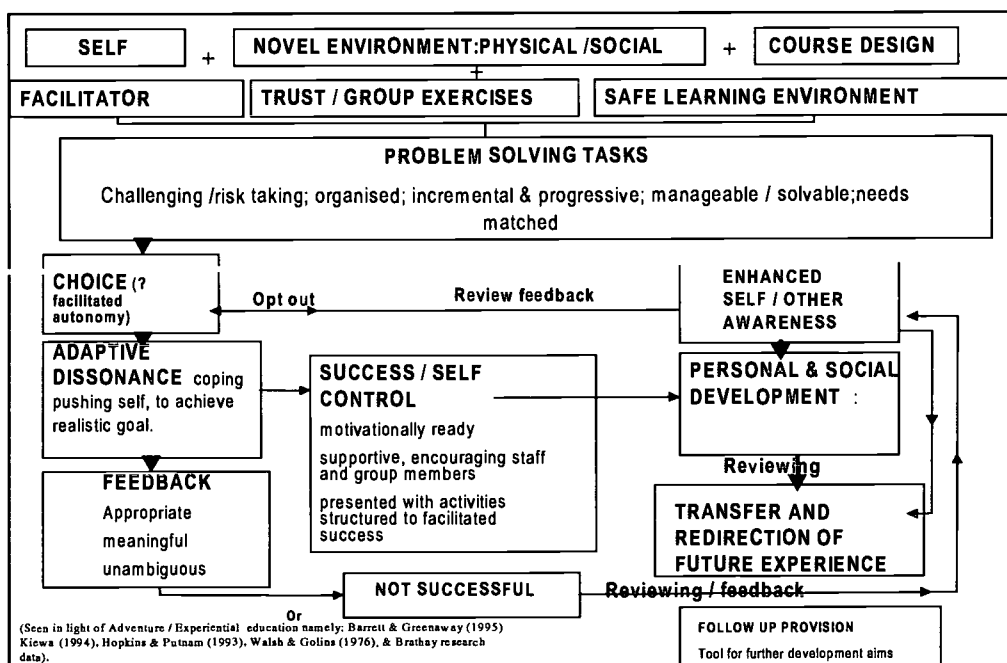 SELF + NOVEL ENVIRONMENT:PHYSICAL /SOCIAL + COURSE DESIGN
+
FACILITATOR TRUST / GROUP EXERCISES SAFE LEARNING ENVIRONMENT
PROBLEM SOLVING TASKS
Challenging /risk taking; organised; incremental & progressive; manageable / solvable;needs
matched
CHOICE (?
facilitated
autonomy)
Opt out
Review feedback
ENHANCED
SELF / OTHER
AWARENESS
ADAPTIVE
DISSONANCE coping
pushing self, to achieve
realistic goal.
SUCCESS / SELF
CONTROL
motivationally ready
supportive, encouraging staff
and group members
presented with activities
structured to facilitated
success
PERSONAL & SOCIAL
DEVELOPMENT :
Reviewing
FEEDBACK
Appropriate
meaningful
unambiguous
TRANSFER AND
REDIRECTION OF
FUTURE EXPERIENCE
Or
NOT SUCCESSFUL
Reviewing / feedback
(Seen in light of Adventure / Experiential education namely; Barrett & Greenaway (1995)
Kiewa (1994), Hopkins & Putnam (1993), Walsh & Golins (1976), & Brathay research
data).
FOLLOW UP PROVISION
Tool for further development aims